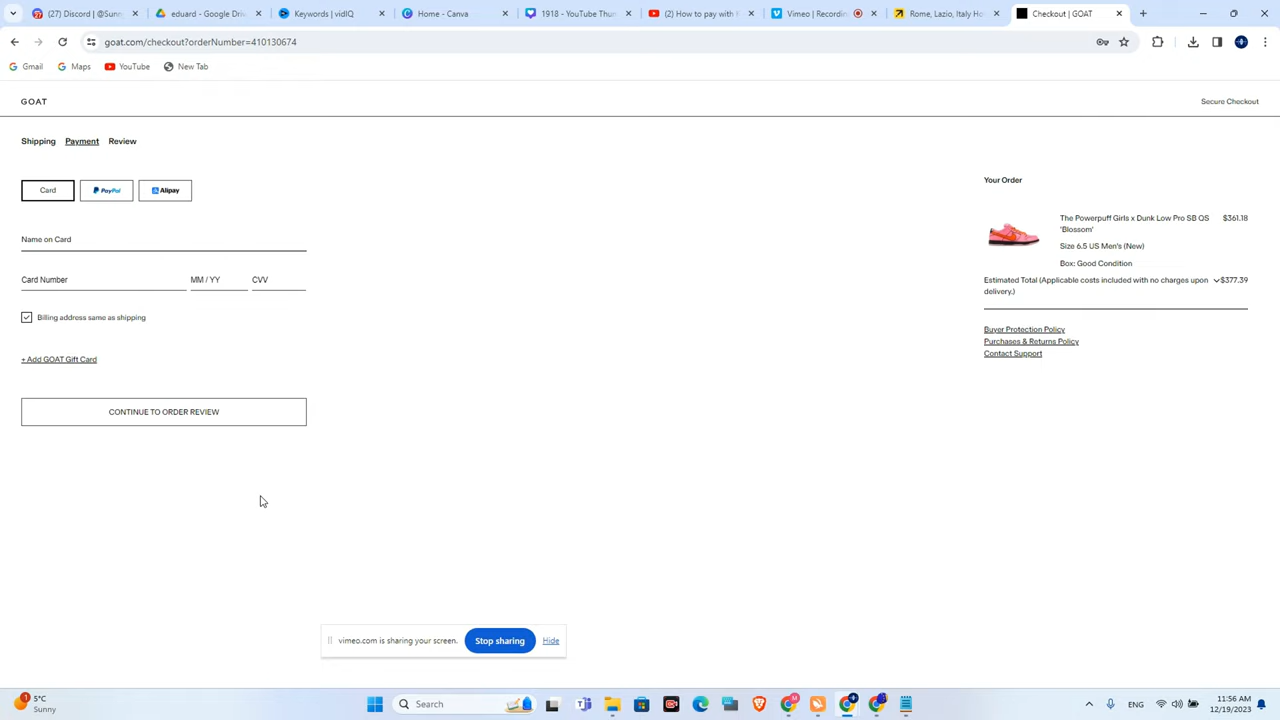 (27) Discord | @Sunn
eduard - Google Driv
Keywords - vidIQ
Home - Canva
1918 - YouTube Thun
(2) How to pay with F
Vimeo | Recordin
Rome, Lazio, Italy Ho
Checkout | GOAT
goat.com/checkout?orderNumber=410130674
Gmail
Maps
YouTube
New Tab
GOAT
Secure Checkout
Shipping Payment Review
Card
PayPal
Alipay
Name on Card
Card Number
MM / YY
CVV
Billing address same as shipping
+ Add GOAT Gift Card
CONTINUE TO ORDER REVIEW
Your Order
The Powerpuff Girls x Dunk Low Pro SB QS $361.18
'Blossom'
Size 6.5 US Men's (New)
Box: Good Condition
Estimated Total (Applicable costs included with no charges upon $377.39
delivery.)
Buyer Protection Policy
Purchases & Returns Policy
Contact Support
vimeo.com is sharing your screen.
Stop sharing
Hide
1
5°C
Sunny
Search
ENG
11:56 AM
12/19/2023